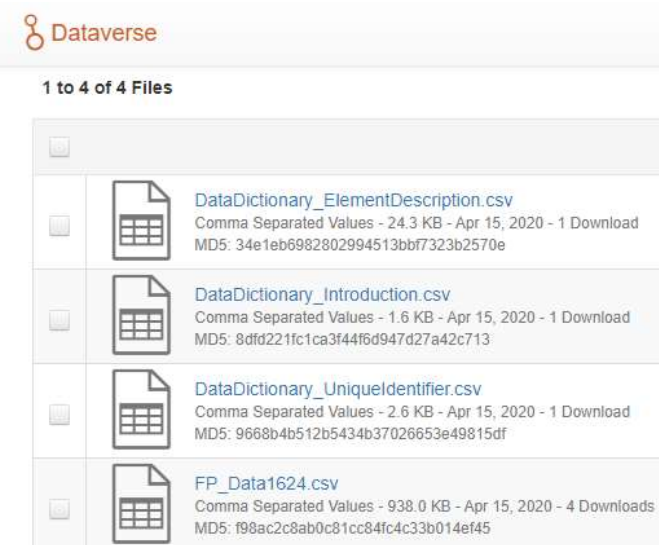 Dataverse
1 to 4 of 4 Files
DataDictionary_ElementDescription.csv
Comma Separated Values - 24.3 KB - Apr 15, 2020 - 1 Download
MD5: 34e1eb6982802994513bbf7323b2570e
DataDictionary_Introduction.csv
Comma Separated Values - 1.6 KB - Apr 15, 2020 - 1 Download
MD5: 8dfd221fc1ca3f44f6d947d27a42c713
DataDictionary_UniqueIdentifier.csv
Comma Separated Values - 2.6 KB - Apr 15, 2020 - 1 Download
MD5: 9668b4b512b5434b37026653e49815df
FP_Data1624.csv
Comma Separated Values - 938.0 KB - Apr 15, 2020 - 4 Downloads
MD5: f98ac2c8ab0c81cc84fc4c33b014ef45